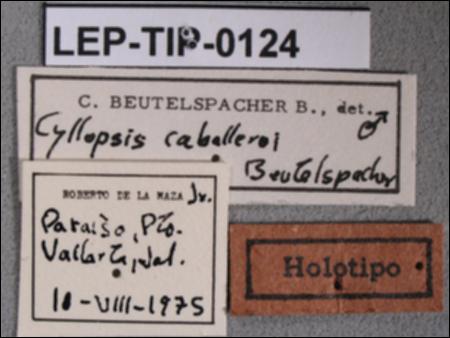 LEP-TIP-0124
C. BEUTELSPACHER B., det. ♂
Cyllopsis caballeroi
Beutelspacher
ROBERTO DE LA MAZA Jr.
Paraiso, Pto.
Vallarta, Jal.
10-VIII-1975
Holotipo